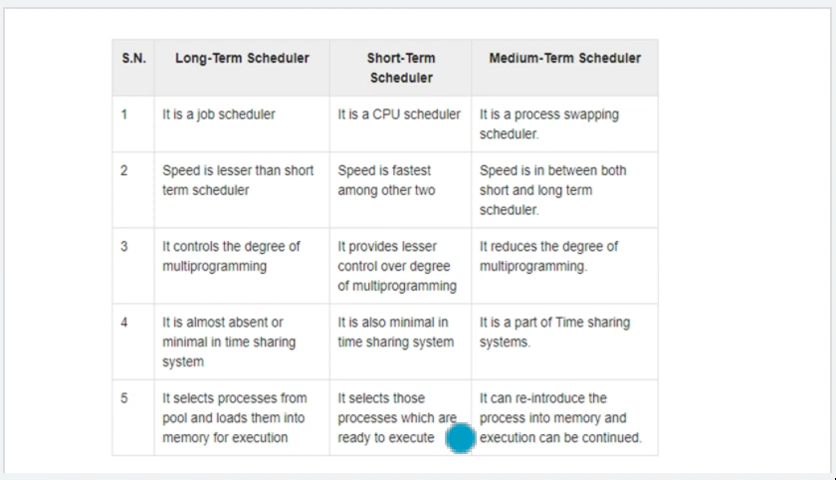 S.N. Long-Term Scheduler Short-Term Scheduler Medium-Term Scheduler
1 It is a job scheduler It is a CPU scheduler It is a process swapping scheduler.
2 Speed is lesser than short term scheduler Speed is fastest among other two Speed is in between both short and long term scheduler.
3 It controls the degree of multiprogramming It provides lesser control over degree of multiprogramming It reduces the degree of multiprogramming.
4 It is almost absent or minimal in time sharing system It is also minimal in time sharing system It is a part of Time sharing systems.
5 It selects processes from pool and loads them into memory for execution It selects those processes which are ready to execute It can re-introduce the process into memory and execution can be continued.